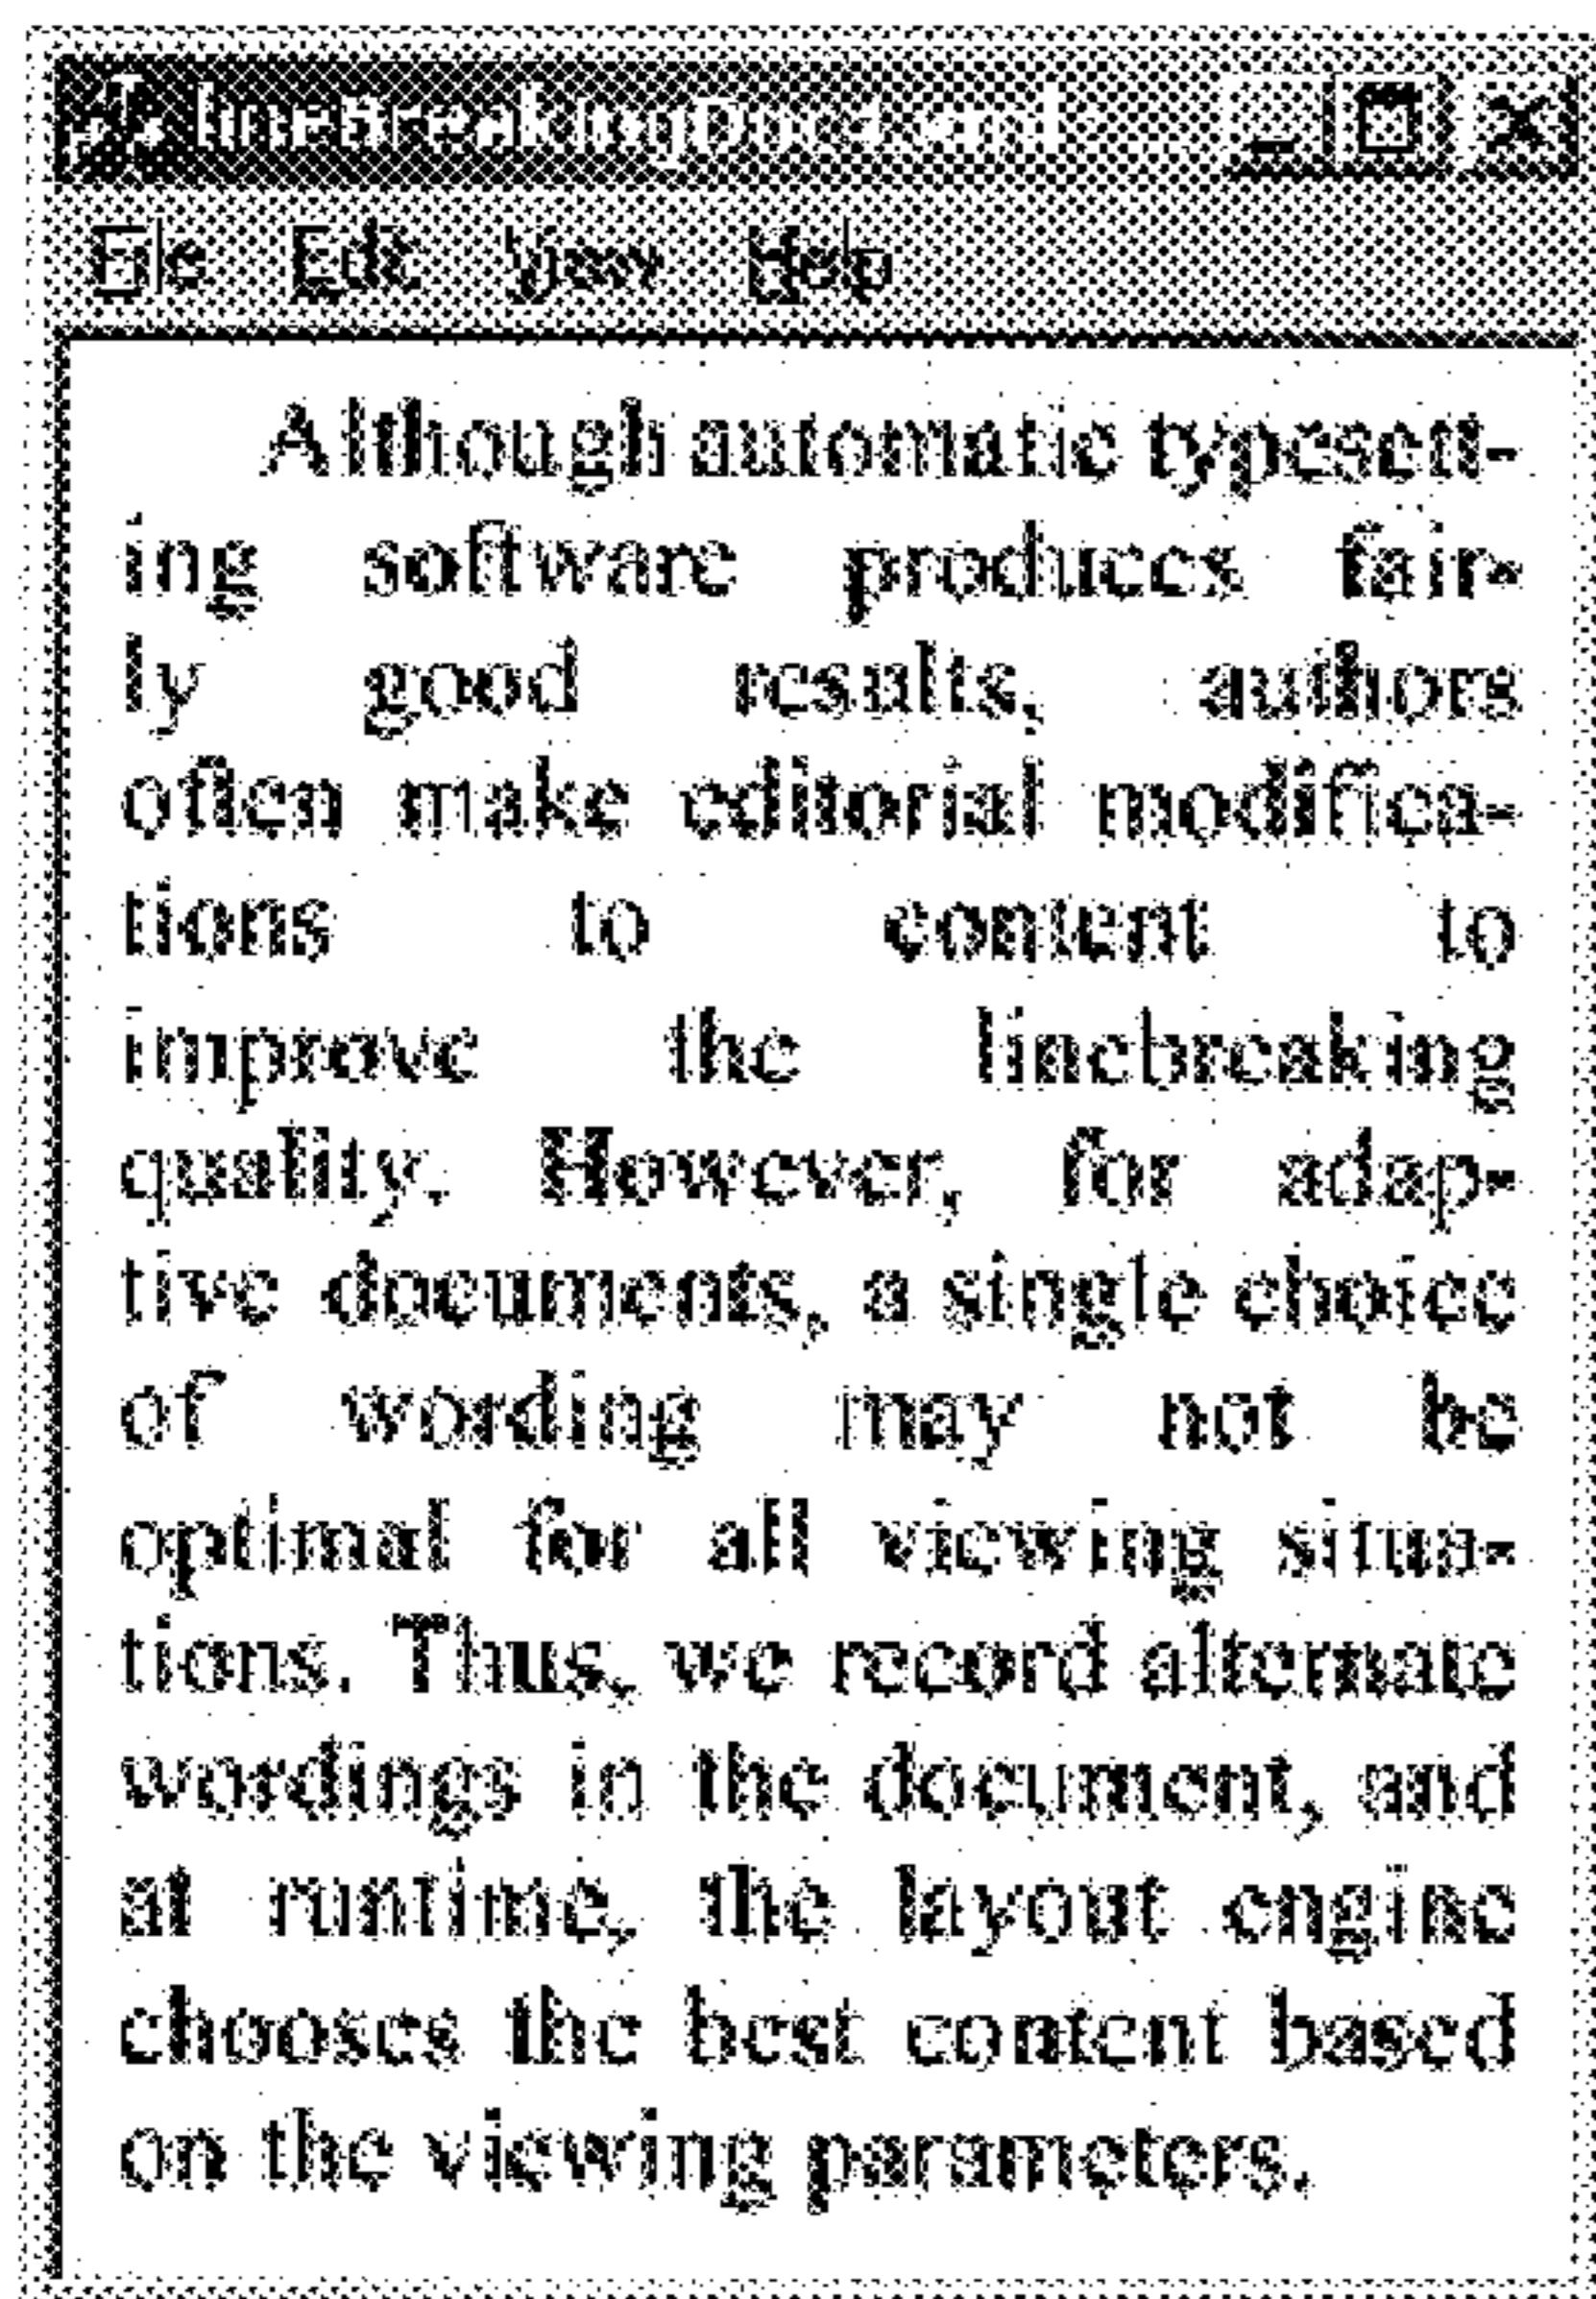 lineBreakingDoc4.xml
File Edit View Help
Although automatic typesett-
ing software produces fair-
ly good results, authors
often make editorial modifica-
tions to content to
improve the linebreaking
quality. However, for adap-
tive documents, a single choice
of wording may not be
optimal for all viewing situa-
tions. Thus, we record alternate
wordings in the document, and
at runtime, the layout engine
chooses the best content based
on the viewing parameters.